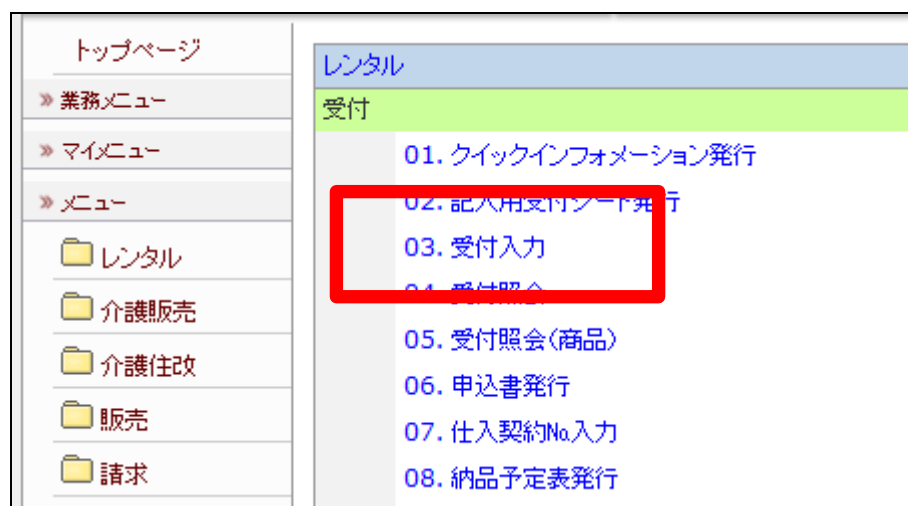 トップページ
» 業務メニュー
» マイメニュー
» メニュー
レンタル
介護販売
介護住改
販売
請求
レンタル
受付
01. クイックインフォメーション発行
02. 記入用受付シート発行
03. 受付入力
04. 受付照会
05. 受付照会(商品)
06. 申込書発行
07. 仕入契約№入力
08. 納品予定表発行